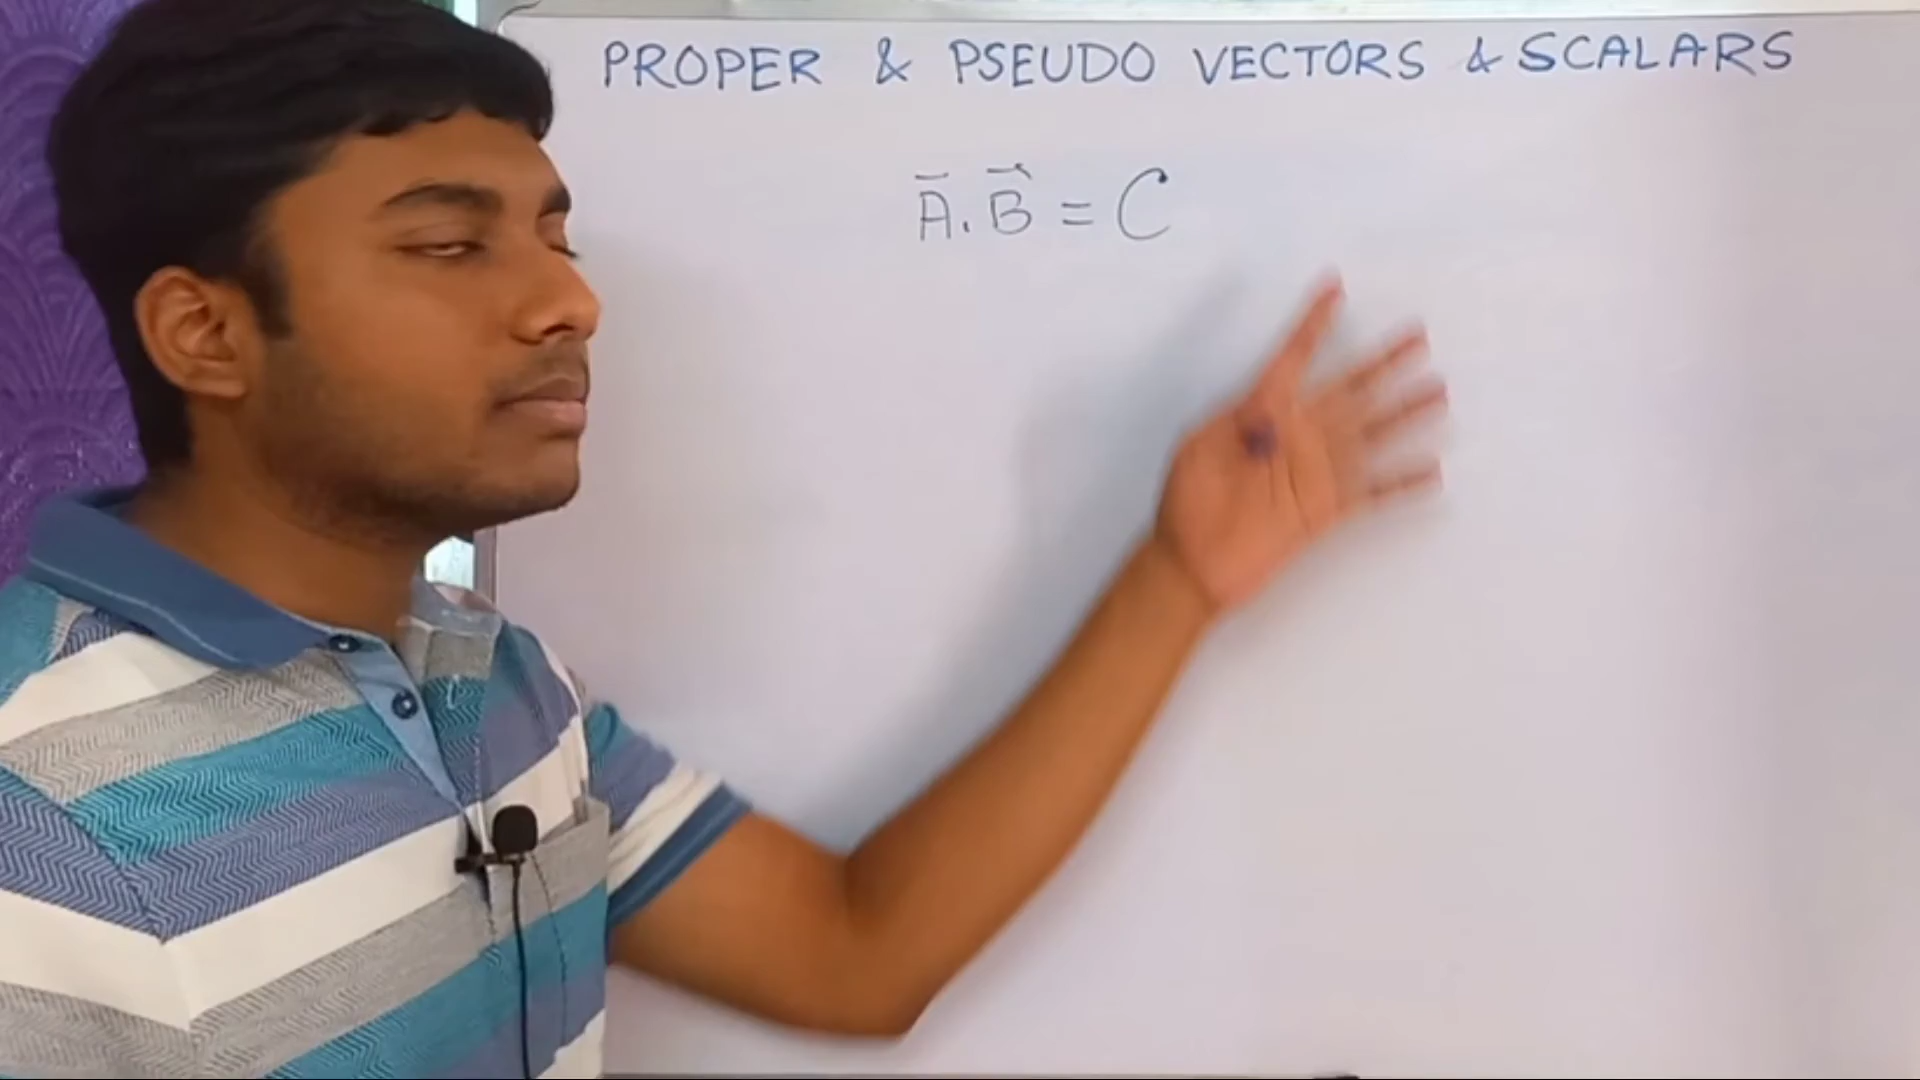 PROPER & PSEUDO VECTORS & SCALARS
A⃗.B⃗ = C